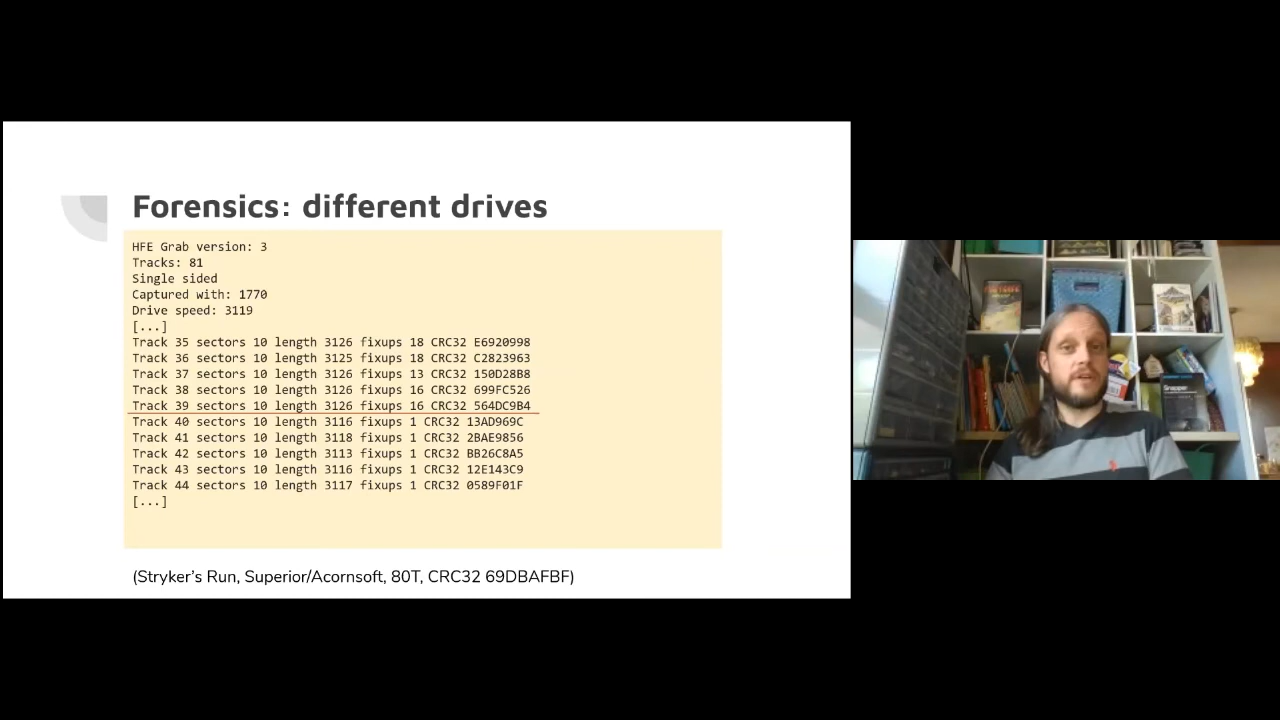 Forensics: different drives
HFE Grab version: 3
Tracks: 81
Single sided
Captured with: 1770
Drive speed: 3119
[...]
Track 35 sectors 10 length 3126 fixups 18 CRC32 E6920998
Track 36 sectors 10 length 3125 fixups 18 CRC32 C2823963
Track 37 sectors 10 length 3126 fixups 13 CRC32 150D28B8
Track 38 sectors 10 length 3126 fixups 16 CRC32 699FC526
Track 39 sectors 10 length 3126 fixups 16 CRC32 564DC9B4
Track 40 sectors 10 length 3116 fixups 1 CRC32 13AD969C
Track 41 sectors 10 length 3118 fixups 1 CRC32 2BAE9856
Track 42 sectors 10 length 3113 fixups 1 CRC32 BB26C8A5
Track 43 sectors 10 length 3116 fixups 1 CRC32 12E143C9
Track 44 sectors 10 length 3117 fixups 1 CRC32 0589F01F
[...]
(Stryker's Run, Superior/Acornsoft, 80T, CRC32 69DBAFBF)
Snapper